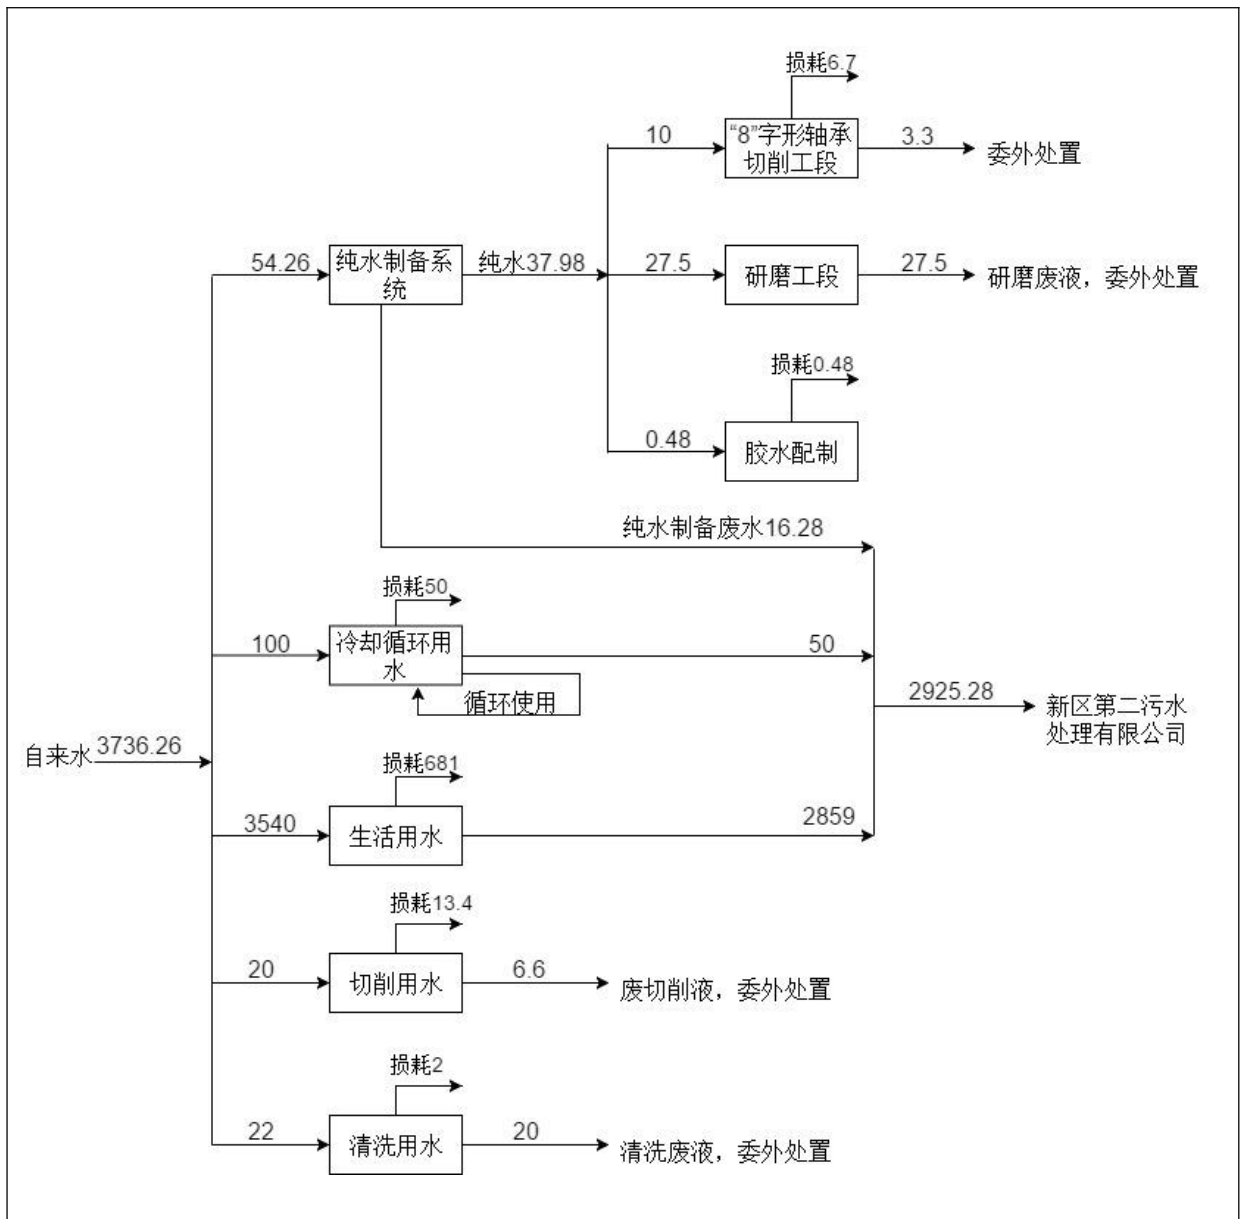 损耗6.7
10
“8”字形轴承
切削工段
3.3
委外处置
54.26
纯水制备系
统
纯水37.98
27.5
研磨工段
27.5
研磨废液，委外处置
损耗0.48
0.48
胶水配制
纯水制备废水16.28
损耗50
100
冷却循环用
水
50
循环使用
2925.28
新区第二污水
处理有限公司
自来水
3736.26
损耗681
3540
生活用水
2859
损耗13.4
20
切削用水
6.6
废切削液，委外处置
损耗2
22
清洗用水
20
清洗废液，委外处置